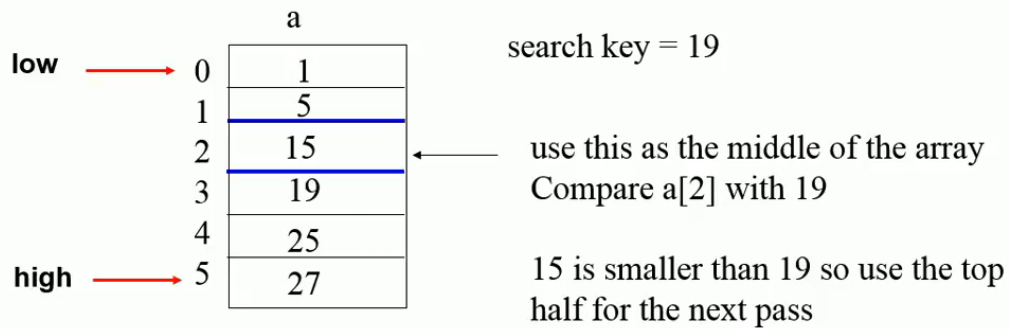 a
search key = 19
low
0 1
1 5
2 15
use this as the middle of the array
Compare a[2] with 19
3 19
4 25
high
5 27
15 is smaller than 19 so use the top
half for the next pass